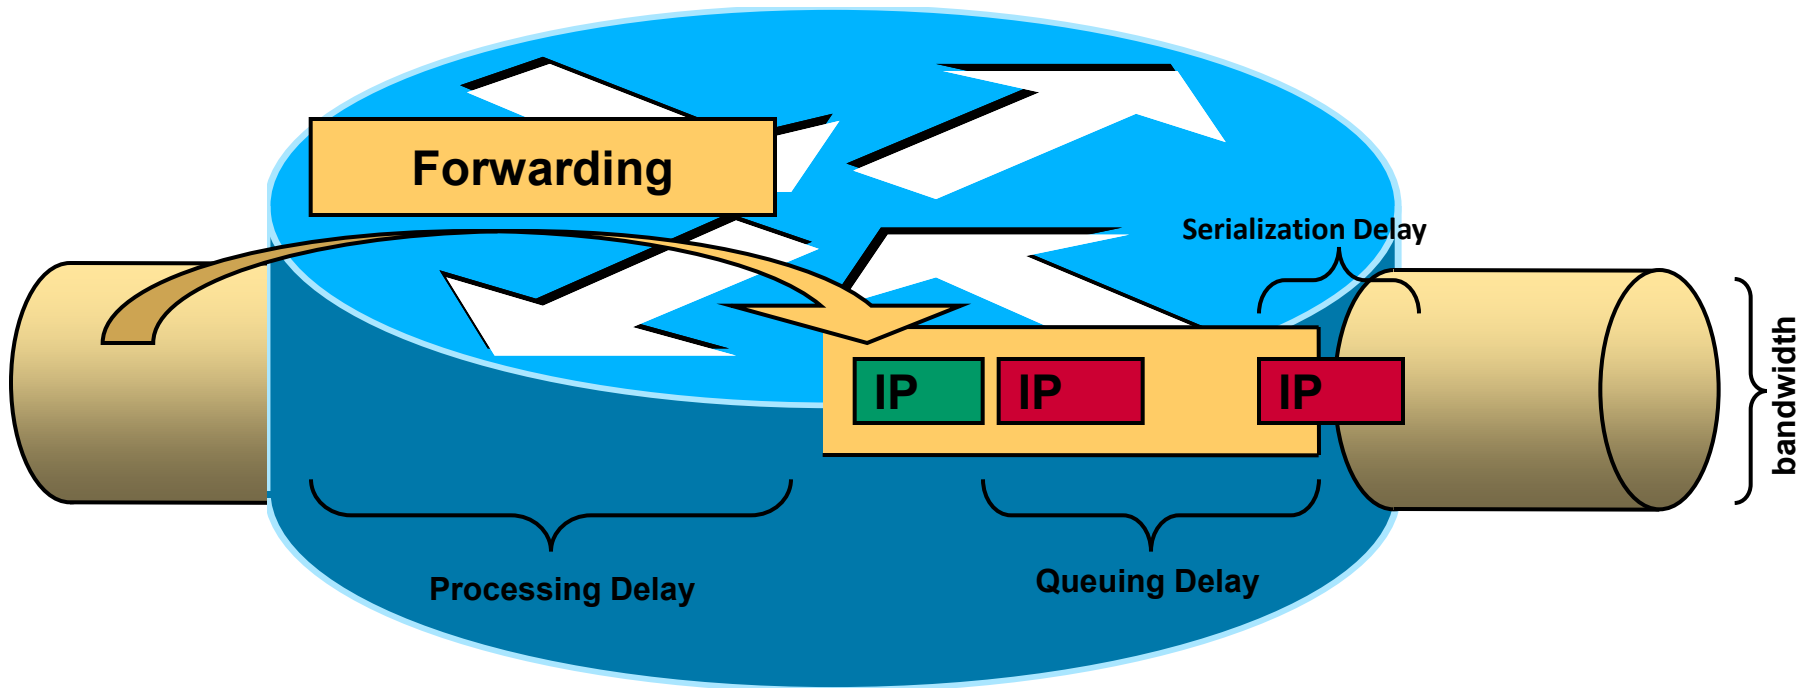 Forwarding
Serialization Delay
IP
IP
IP
bandwidth
Processing Delay
Queuing Delay